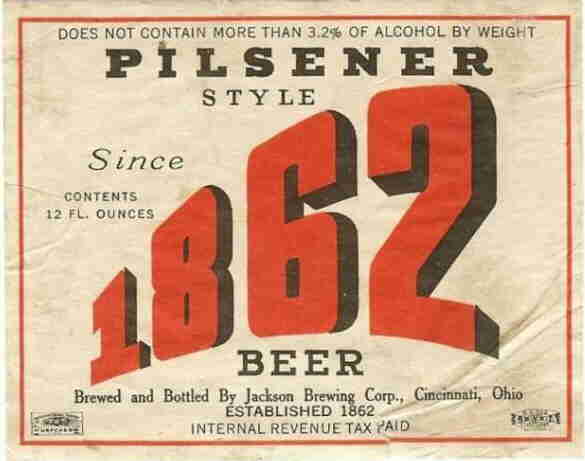 DOES NOT CONTAIN MORE THAN 3.2% OF ALCOHOL BY WEIGHT
PILSENER
STYLE
Since
CONTENTS
12 FL. OUNCES
1862
BEER
Brewed and Bottled By Jackson Brewing Corp., Cincinnati, Ohio
ESTABLISHED 1862
INTERNAL REVENUE TAX PAID